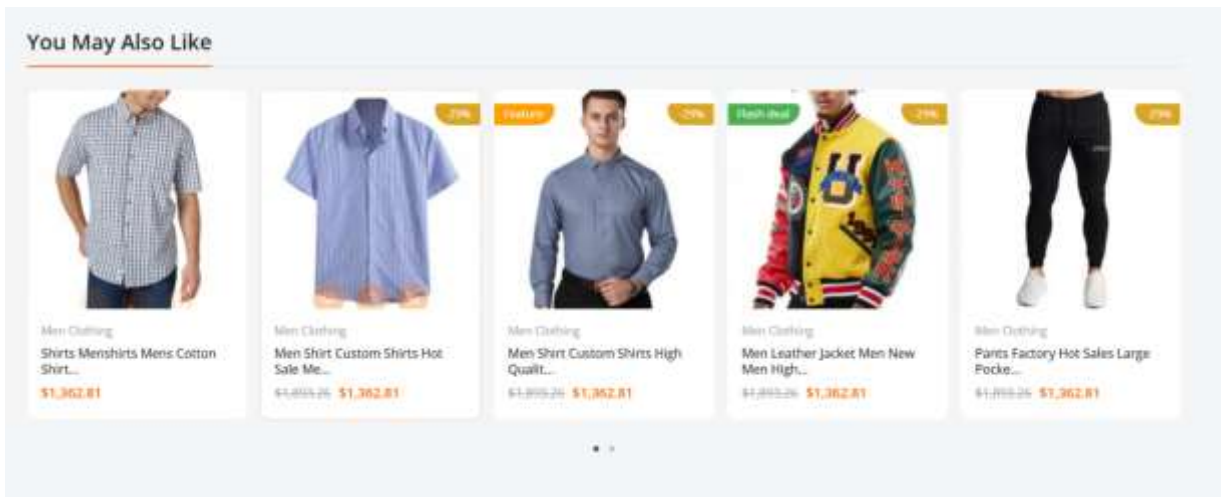 You May Also Like
-29%
Feature
-29%
Flash deal
-29%
-29%
Men Clothing
Shirts Menshirts Mens Cotton
Shirt...
$1,362.81
Men Clothing
Men Shirt Custom Shirts Hot
Sale Me...
$1,893.26 $1,362.81
Men Clothing
Men Shirt Custom Shirts High
Qualit...
$1,893.26 $1,362.81
Men Clothing
Men Leather Jacket Men New
Men High...
$1,893.26 $1,362.81
Men Clothing
Pants Factory Hot Sales Large
Pocke...
$1,893.26 $1,362.81